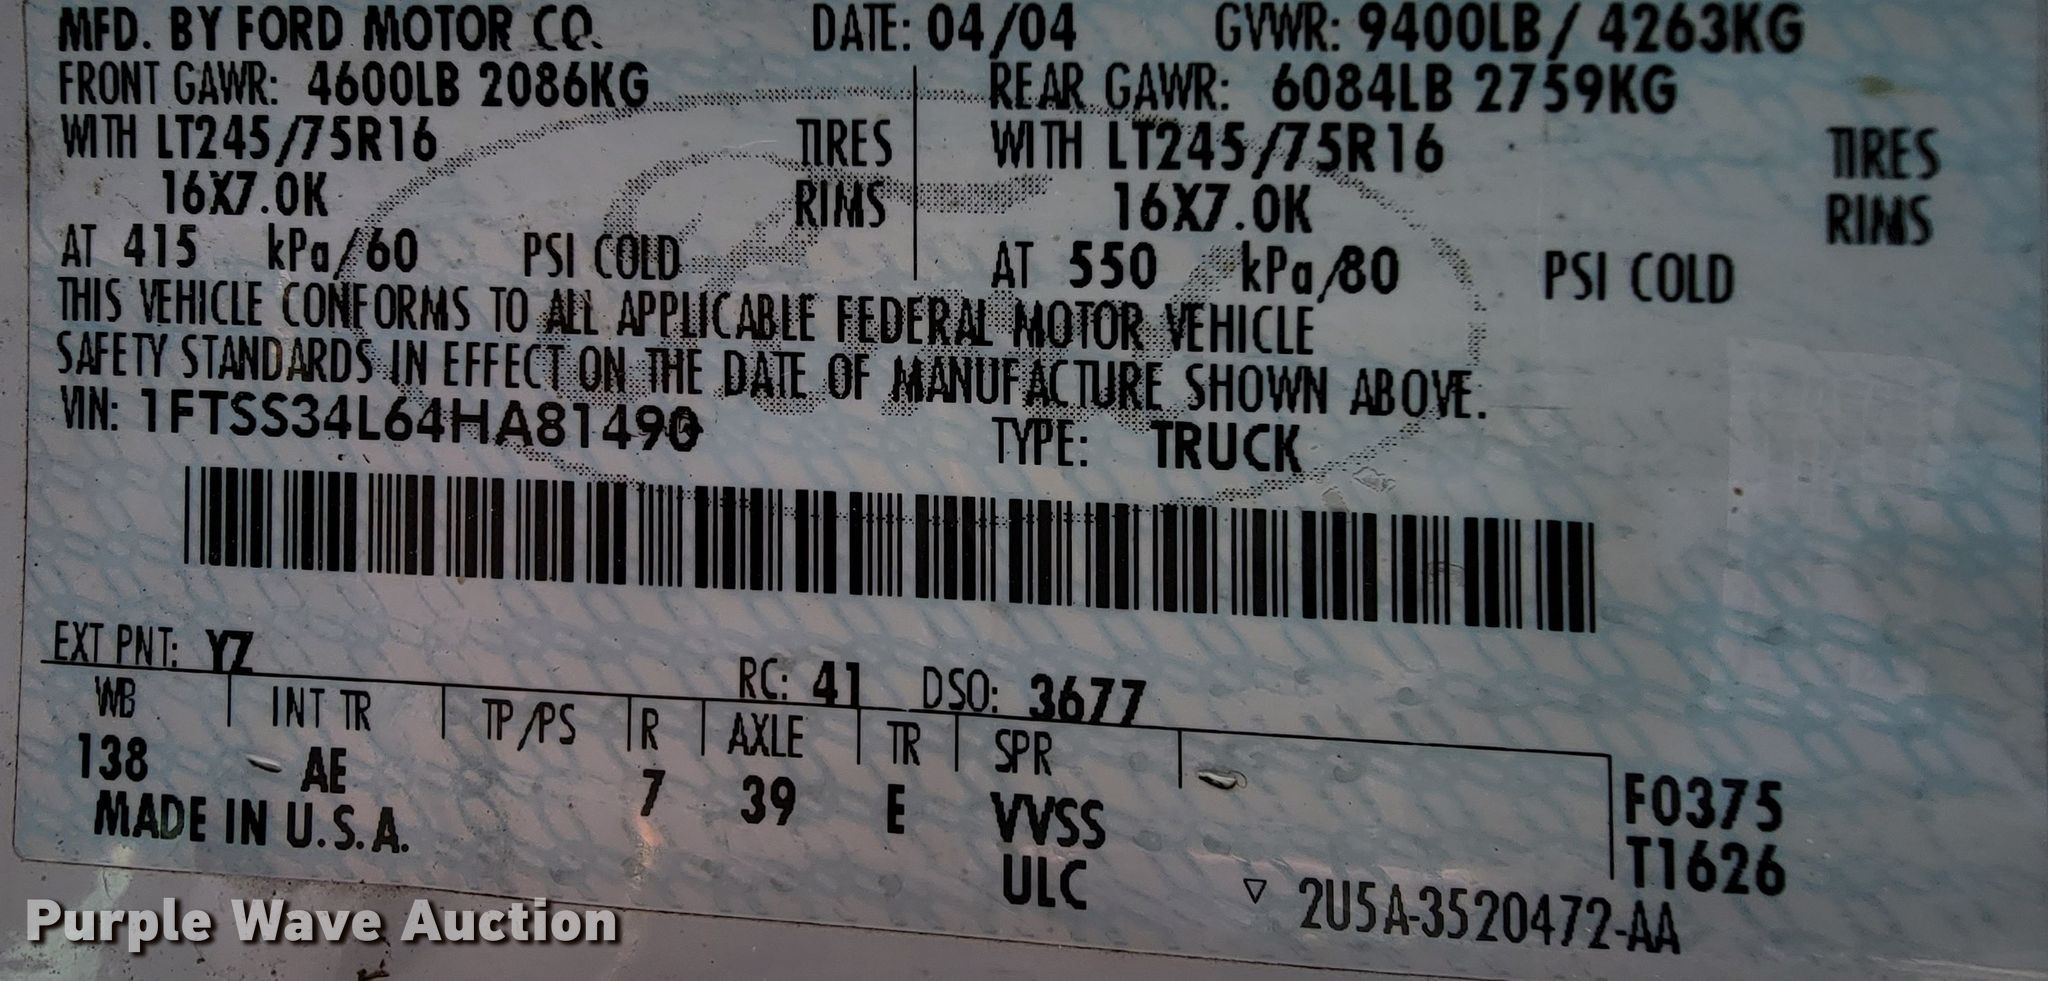 MFD. BY FORD MOTOR CO. DATE: 04/04 GVWR: 9400LB/ 4263KG
FRONT GAWR: 4600LB 2086KG REAR GAWR: 6084LB 2759KG
WITH LT245/75R16 TIRES WITH LT245/75R16 TIRES
16X7.0K RIMS 16X7.0K RIMS
AT 415 kPa/60 PSI COLD AT 550 kPa/80 PSI COLD
THIS VEHICLE CONFORMS TO ALL APPLICABLE FEDERAL MOTOR VEHICLE
SAFETY STANDARDS IN EFFECT ON THE DATE OF MANUFACTURE SHOWN ABOVE.
VIN: 1FTSS34L64HA81490 TYPE: TRUCK
EXT PNT: YZ RC: 41 DSO: 3677
WB INT TR TP/PS R AXLE TR SPR
138 AE 7 39 E VVSS F0375
MADE IN U.S.A. ULC T1626
▽ 2U5A-3520472-AA
Purple Wave Auction